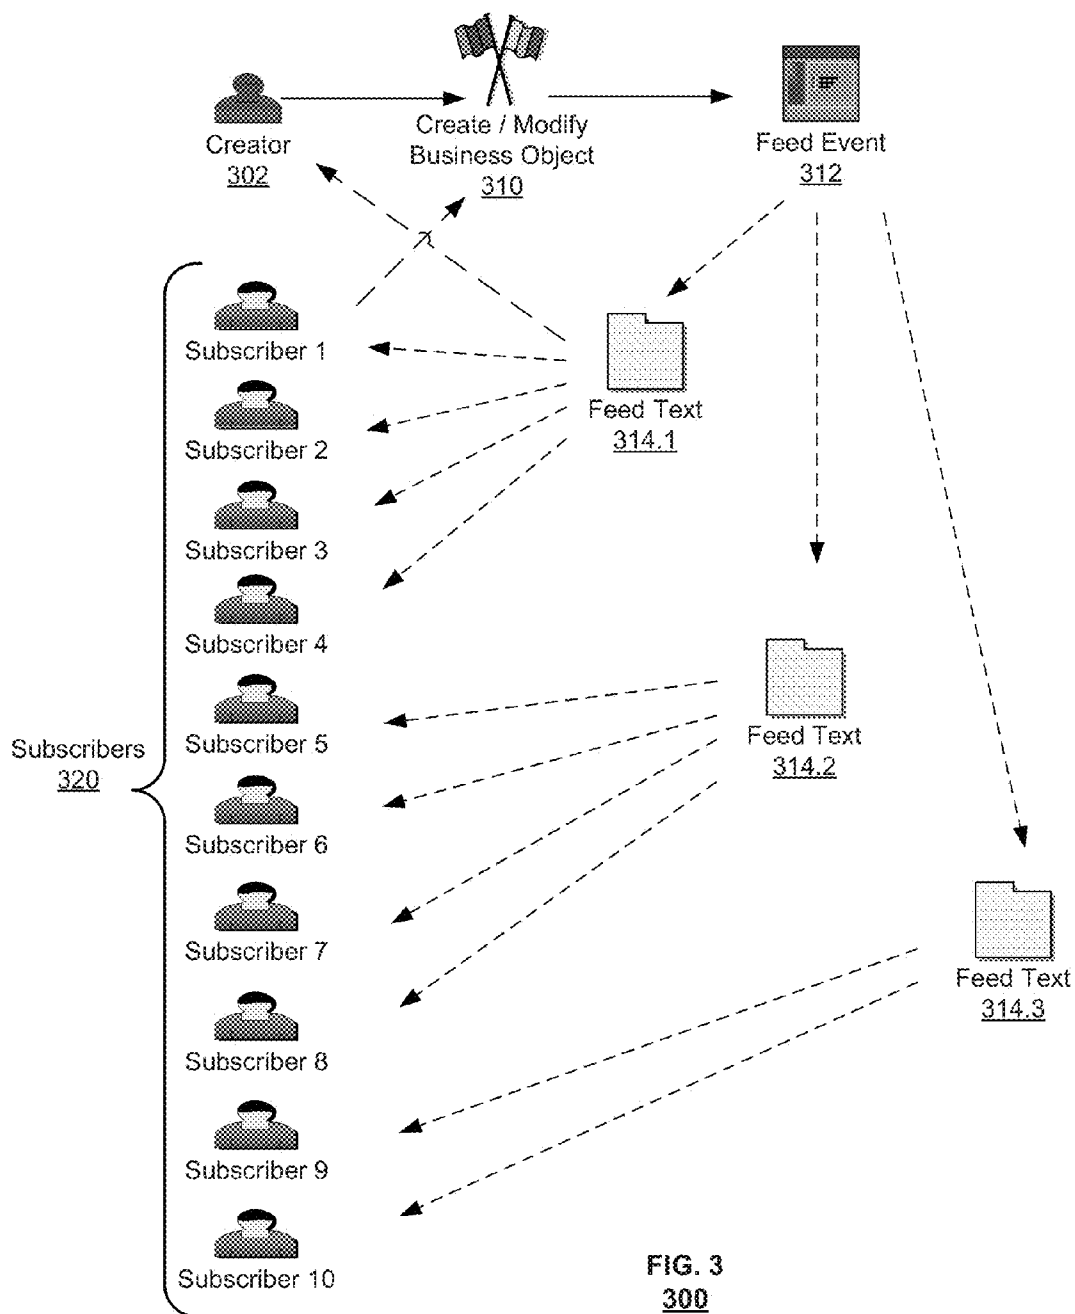 Creator
302
Create / Modify
Business Object
310
Feed Event
312
Subscriber 1
Feed Text
314.1
Subscriber 2
Subscriber 3
Subscriber 4
Subscriber 5
Feed Text
314.2
Subscribers
320
Subscriber 6
Subscriber 7
Feed Text
314.3
Subscriber 8
Subscriber 9
Subscriber 10
FIG. 3
300